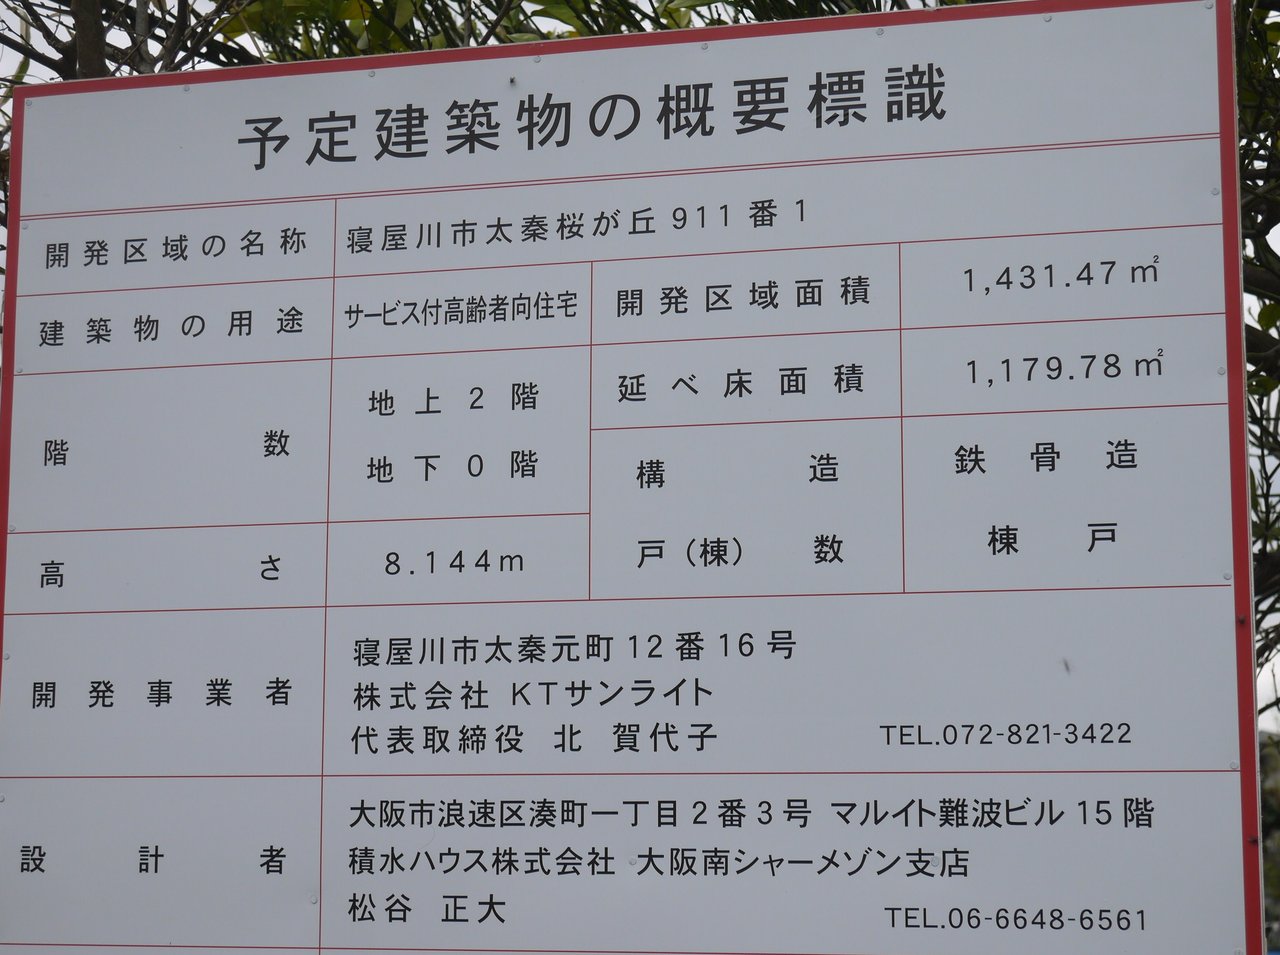 予定建築物の概要標識
開発区域の名称 寝屋川市太秦桜が丘911番1
建築物の用途 サービス付高齢者向住宅 開発区域面積 1,431.47㎡
階数 地上2階 延べ床面積 1,179.78㎡
地下0階 構造 鉄骨造
高さ 8.144m 戸(棟)数 棟戸
開発事業者 寝屋川市太秦元町12番16号
株式会社 KTサンライト
代表取締役 北 賀代子 TEL.072-821-3422
設計者 大阪市浪速区湊町一丁目2番3号 マルイト難波ビル15階
積水ハウス株式会社 大阪南シャーメゾン支店
松谷 正大 TEL.06-6648-6561